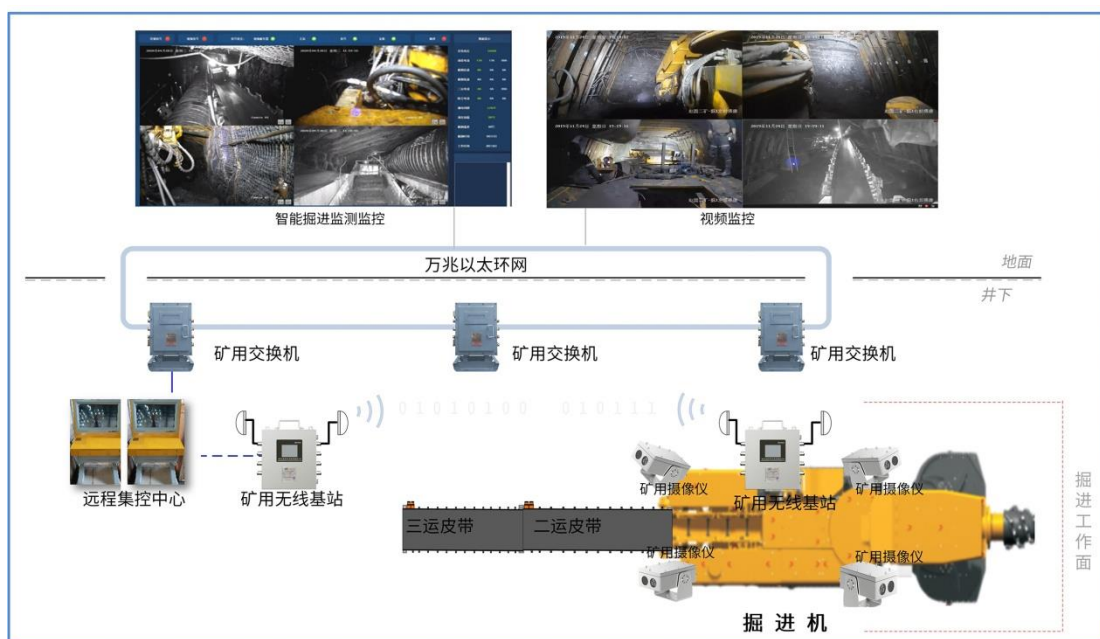 智能掘进监测监控
视频监控
万兆以太环网
地面
井下
矿用交换机
矿用交换机
矿用交换机
01010100 010111
远程集控中心
矿用无线基站
矿用摄像仪
矿用无线基站
矿用摄像仪
三运皮带
二运皮带
矿用摄像仪
矿用摄像仪
掘进机
掘进工作面